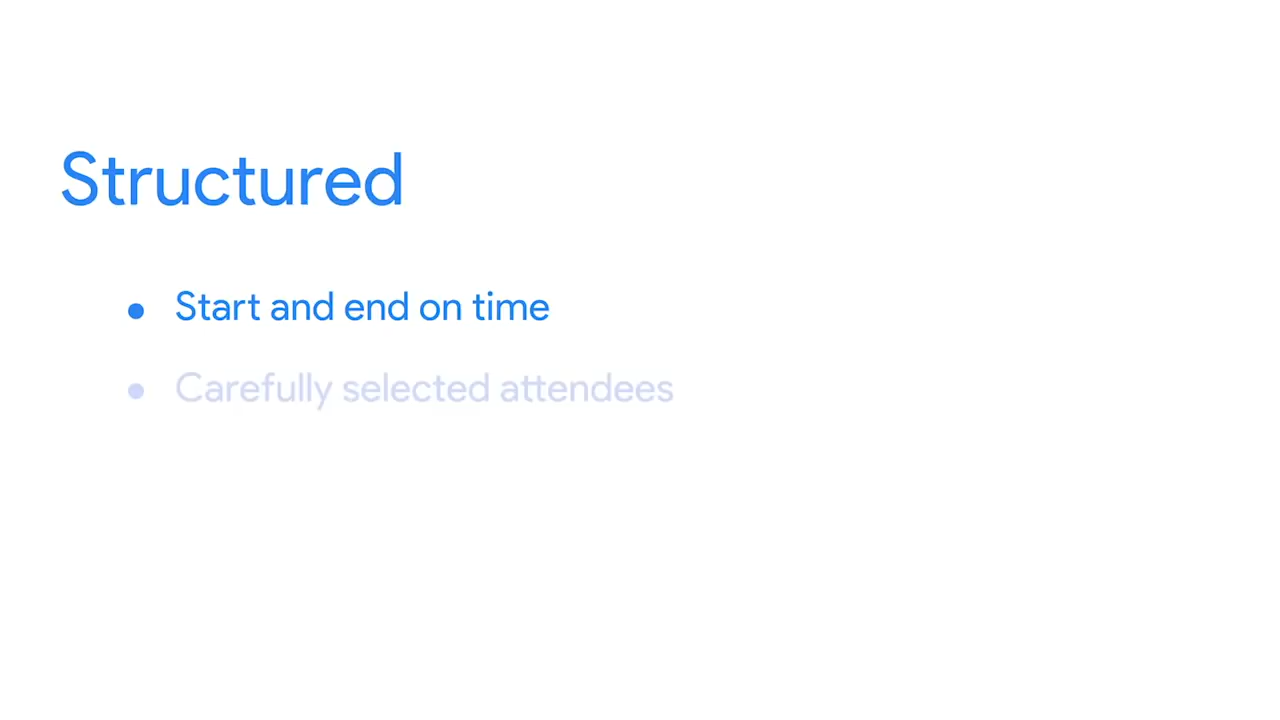 Structured
• Start and end on time
• Carefully selected attendees